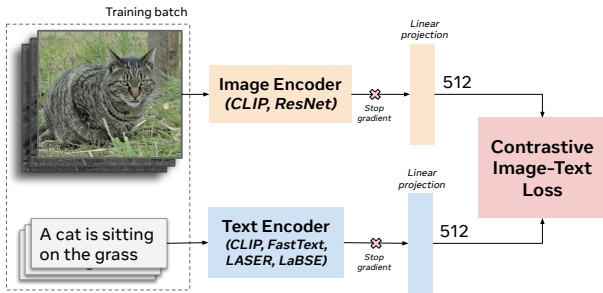 Training batch
Image Encoder
(CLIP, ResNet)
Stop
gradient
Linear
projection
512
Contrastive
Image-Text
Loss
A cat is sitting
on the grass
Text Encoder
(CLIP, FastText,
LASER, LaBSE)
Stop
gradient
Linear
projection
512